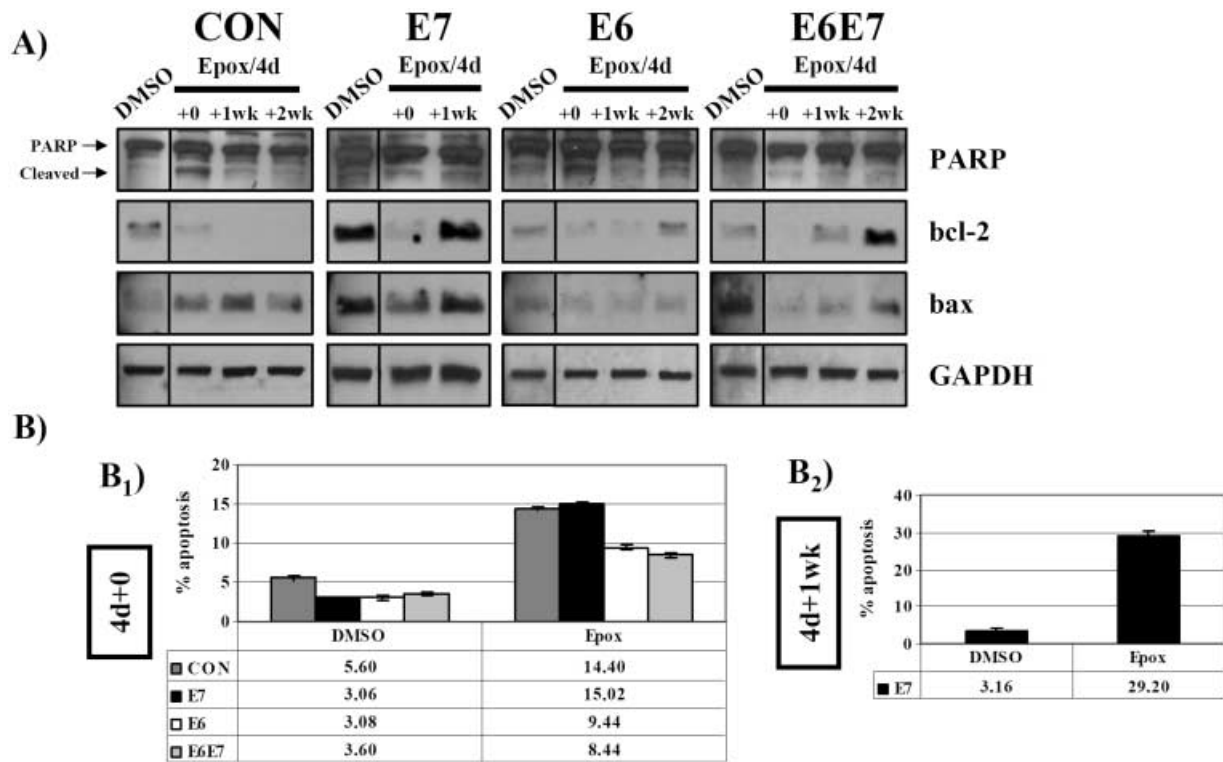 A)
CON E7 E6 E6E7
DMSO Epox/4d DMSO Epox/4d DMSO Epox/4d DMSO Epox/4d
+0 +1wk +2wk +0 +1wk +0 +1wk +2wk +0 +1wk +2wk
PARP
Cleaved
PARP
bcl-2
bax
GAPDH
B)
B1)
4d+0
% apoptosis
20
15
10
5
0
DMSO Epox
CON 5.60 14.40
E7 3.06 15.02
E6 3.08 9.44
E6E7 3.60 8.44
B2)
4d+1wk
% apoptosis
40
30
20
10
0
DMSO Epox
E7 3.16 29.20